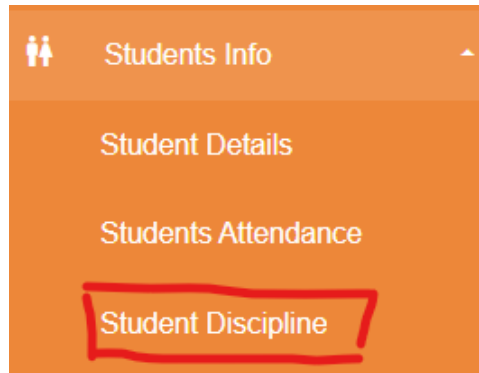 Students Info
Student Details
Students Attendance
Student Discipline